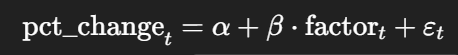 pct_change_t = α + β · factor_t + ε_t